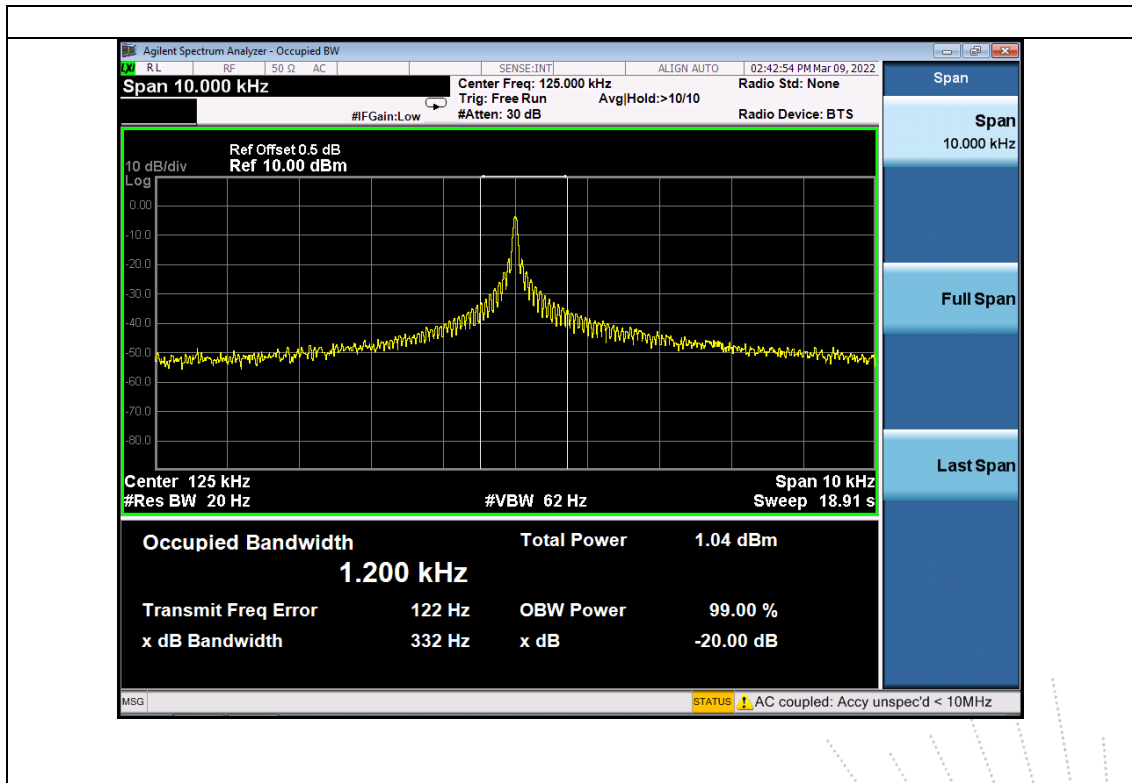 Agilent Spectrum Analyzer - Occupied BW
LXI RL RF 50 Ω AC SENSE:INT ALIGN AUTO 02:42:54 PM Mar 09, 2022
Span 10.000 kHz
Center Freq: 125.000 kHz Radio Std: None
Trig: Free Run Avg|Hold:>10/10
#IFGain:Low #Atten: 30 dB Radio Device: BTS
Ref Offset 0.5 dB
10 dB/div Ref 10.00 dBm
Log
0.00
-10.0
-20.0
-30.0
-40.0
-50.0
-60.0
-70.0
-80.0
Center 125 kHz Span 10 kHz
#Res BW 20 Hz #VBW 62 Hz Sweep 18.91 s
Occupied Bandwidth Total Power 1.04 dBm
1.200 kHz
Transmit Freq Error 122 Hz OBW Power 99.00 %
x dB Bandwidth 332 Hz x dB -20.00 dB
Span
Span
10.000 kHz
Full Span
Last Span
MSG STATUS AC coupled: Accy unspec'd < 10MHz